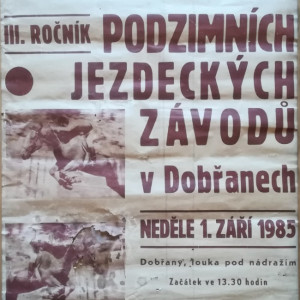 III. ROČNÍK PODZIMNÍCH
JEZDECKÝCH
ZÁVODŮ
v Dobřanech
NEDĚLE 1. ZÁŘÍ 1985
Dobřany, louka pod nádražím
Začátek ve 13.30 hodin